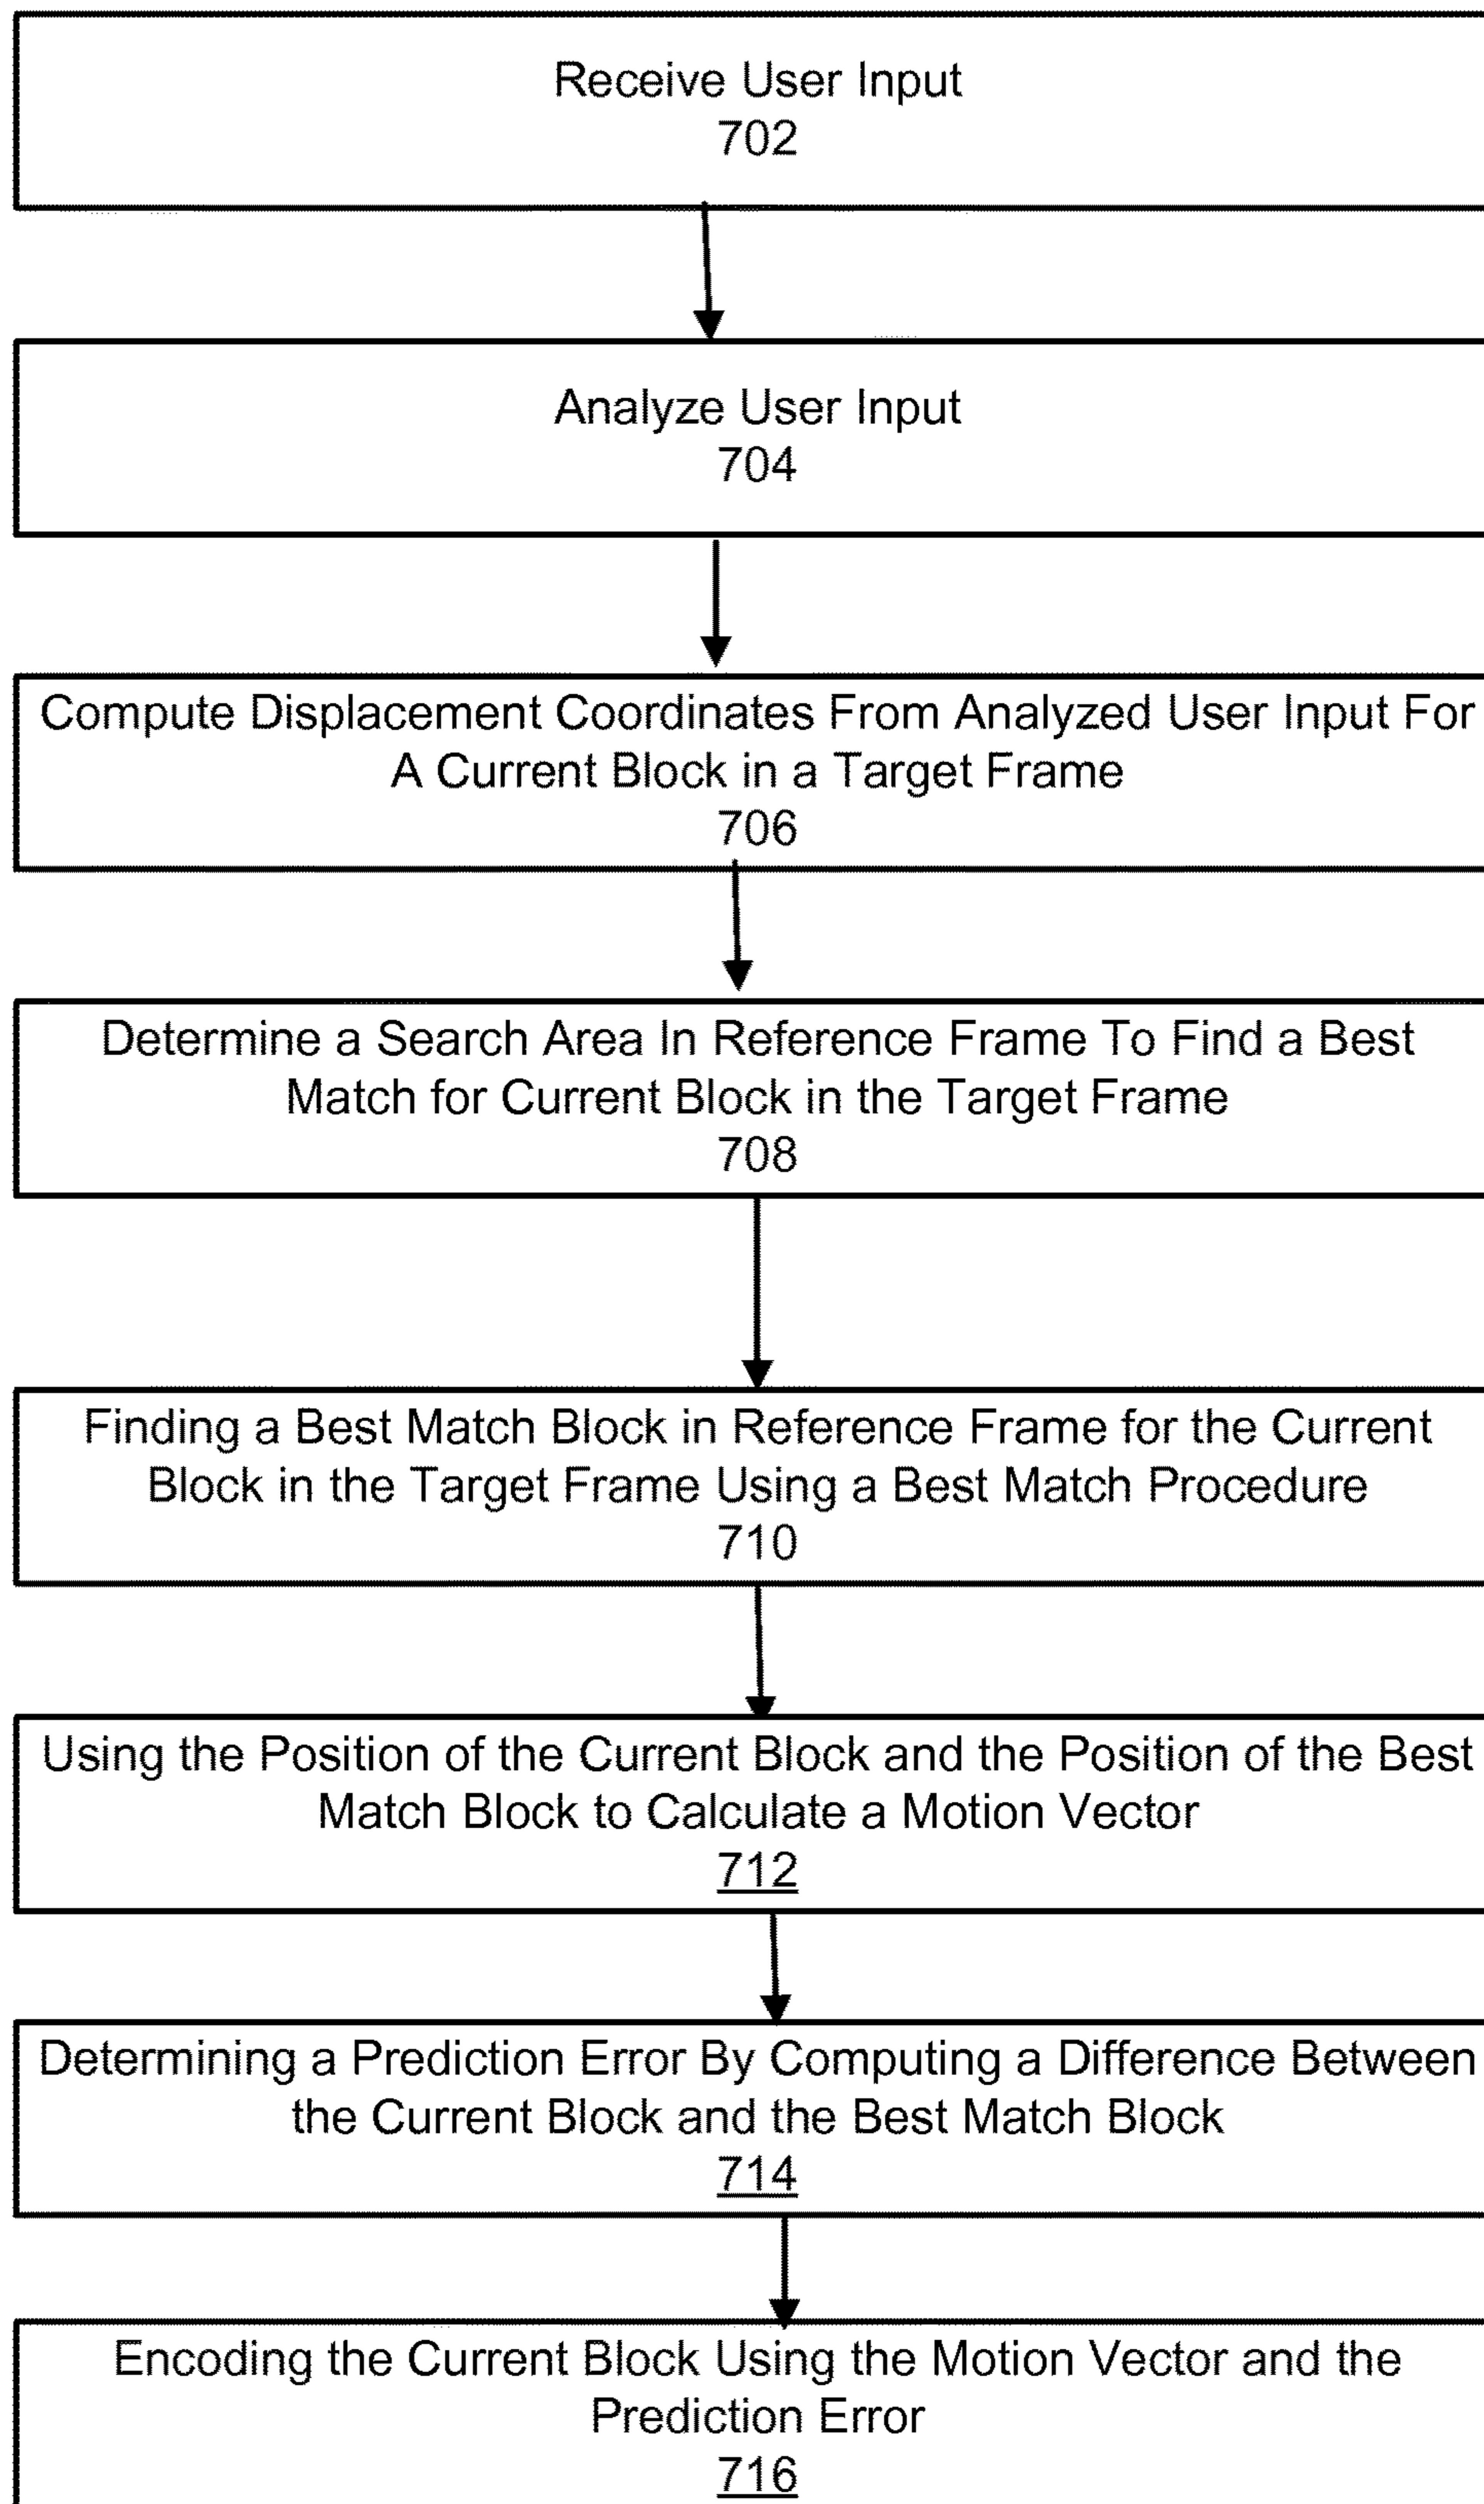 Receive User Input
702
Analyze User Input
704
Compute Displacement Coordinates From Analyzed User Input For
A Current Block in a Target Frame
706
Determine a Search Area In Reference Frame To Find a Best
Match for Current Block in the Target Frame
708
Finding a Best Match Block in Reference Frame for the Current
Block in the Target Frame Using a Best Match Procedure
710
Using the Position of the Current Block and the Position of the Best
Match Block to Calculate a Motion Vector
712
Determining a Prediction Error By Computing a Difference Between
the Current Block and the Best Match Block
714
Encoding the Current Block Using the Motion Vector and the
Prediction Error
716